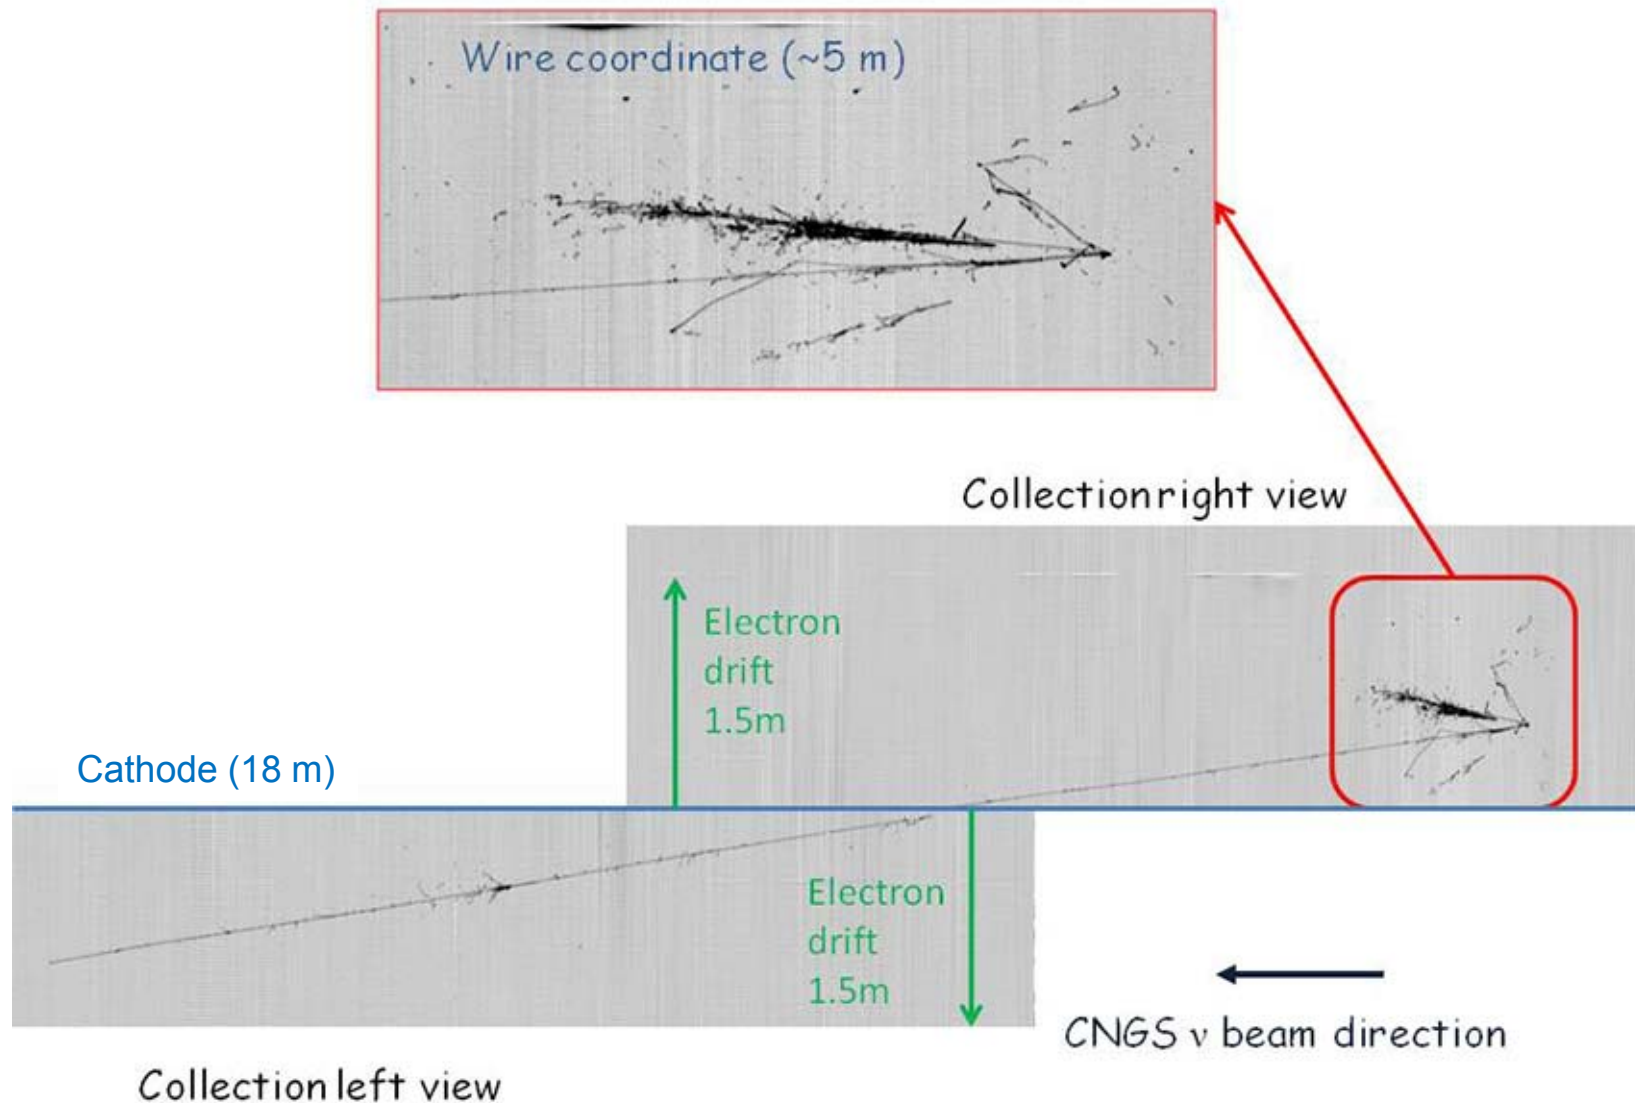 Wire coordinate (~5 m)
Collection right view
Electron
drift
1.5m
Cathode (18 m)
Electron
drift
1.5m
CNGS ν beam direction
Collection left view